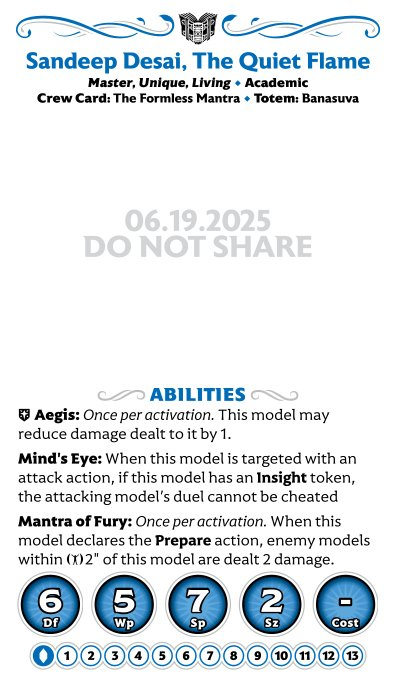 Sandeep Desai, The Quiet Flame
Master, Unique, Living ⬥ Academic
Crew Card: The Formless Mantra ⬥ Totem: Banasuva
06.19.2025
DO NOT SHARE
ABILITIES
Aegis: Once per activation. This model may
reduce damage dealt to it by 1.
Mind's Eye: When this model is targeted with an
attack action, if this model has an Insight token,
the attacking model's duel cannot be cheated
Mantra of Fury: Once per activation. When this
model declares the Prepare action, enemy models
within 2" of this model are dealt 2 damage.
6 5 7 2 -
Df Wp Sp Sz Cost
1 2 3 4 5 6 7 8 9 10 11 12 13